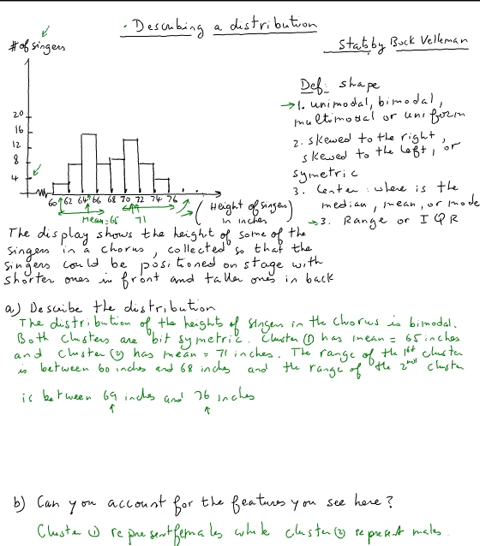 Describing a distribution
# of singers
Stats by Bock Velleman
Def: shape
1. unimodal, bimodal,
multimodal or uniform
2. skewed to the right,
skewed to the left, or
symetric
3. Center: where is the
median, mean, or mode
3. Range or IQR
20
16
12
8
4
60 62 64 66 68 70 72 74 76
Mean=65 71
(Height of singers
in inches)
The display shows the height of some of the
singers in a chorus, collected so that the
singers could be positioned on stage with
shorter ones in front and taller ones in back
a) Describe the distribution
The distribution of the heights of singers in the chorus is bimodal.
Both clusters are bit symetric. Cluster ① has mean = 65 inches
and cluster ② has mean = 71 inches. The range of the 1st cluster
is between 60 inches and 68 inches and the range of the 2nd cluster
is between 69 inches and 76 inches
b) Can you account for the features you see here?
Cluster ① represent females while cluster ② represent males.